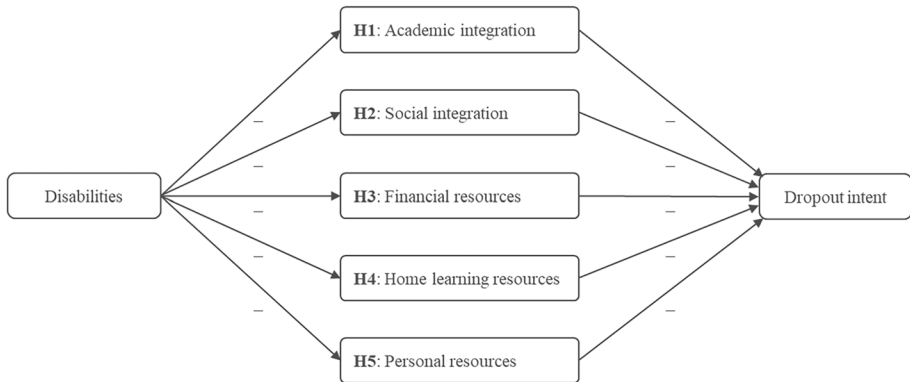 H1: Academic integration
–
–
H2: Social integration
–
–
Disabilities
H3: Financial resources
Dropout intent
–
–
H4: Home learning resources
–
–
H5: Personal resources